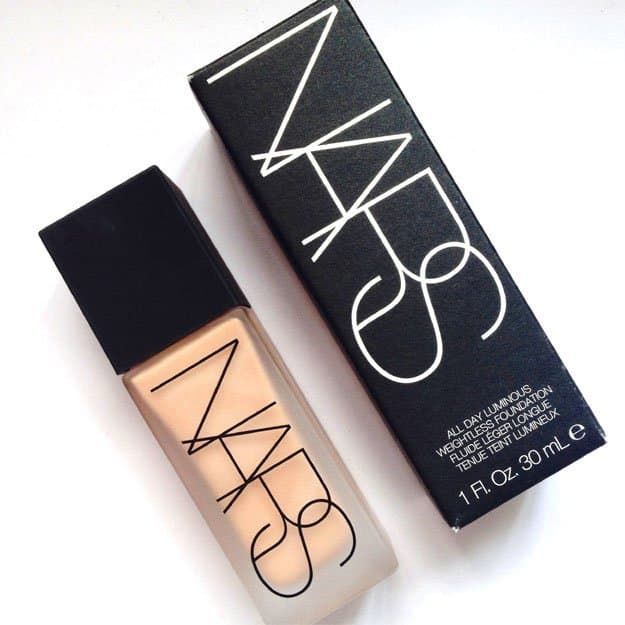 NARS
NARS
ALL DAY LUMINOUS
WEIGHTLESS FOUNDATION
FLUIDE LÉGER LONGUE
TENUE TEINT LUMINEUX
1 Fl. Oz. 30 mL ℮